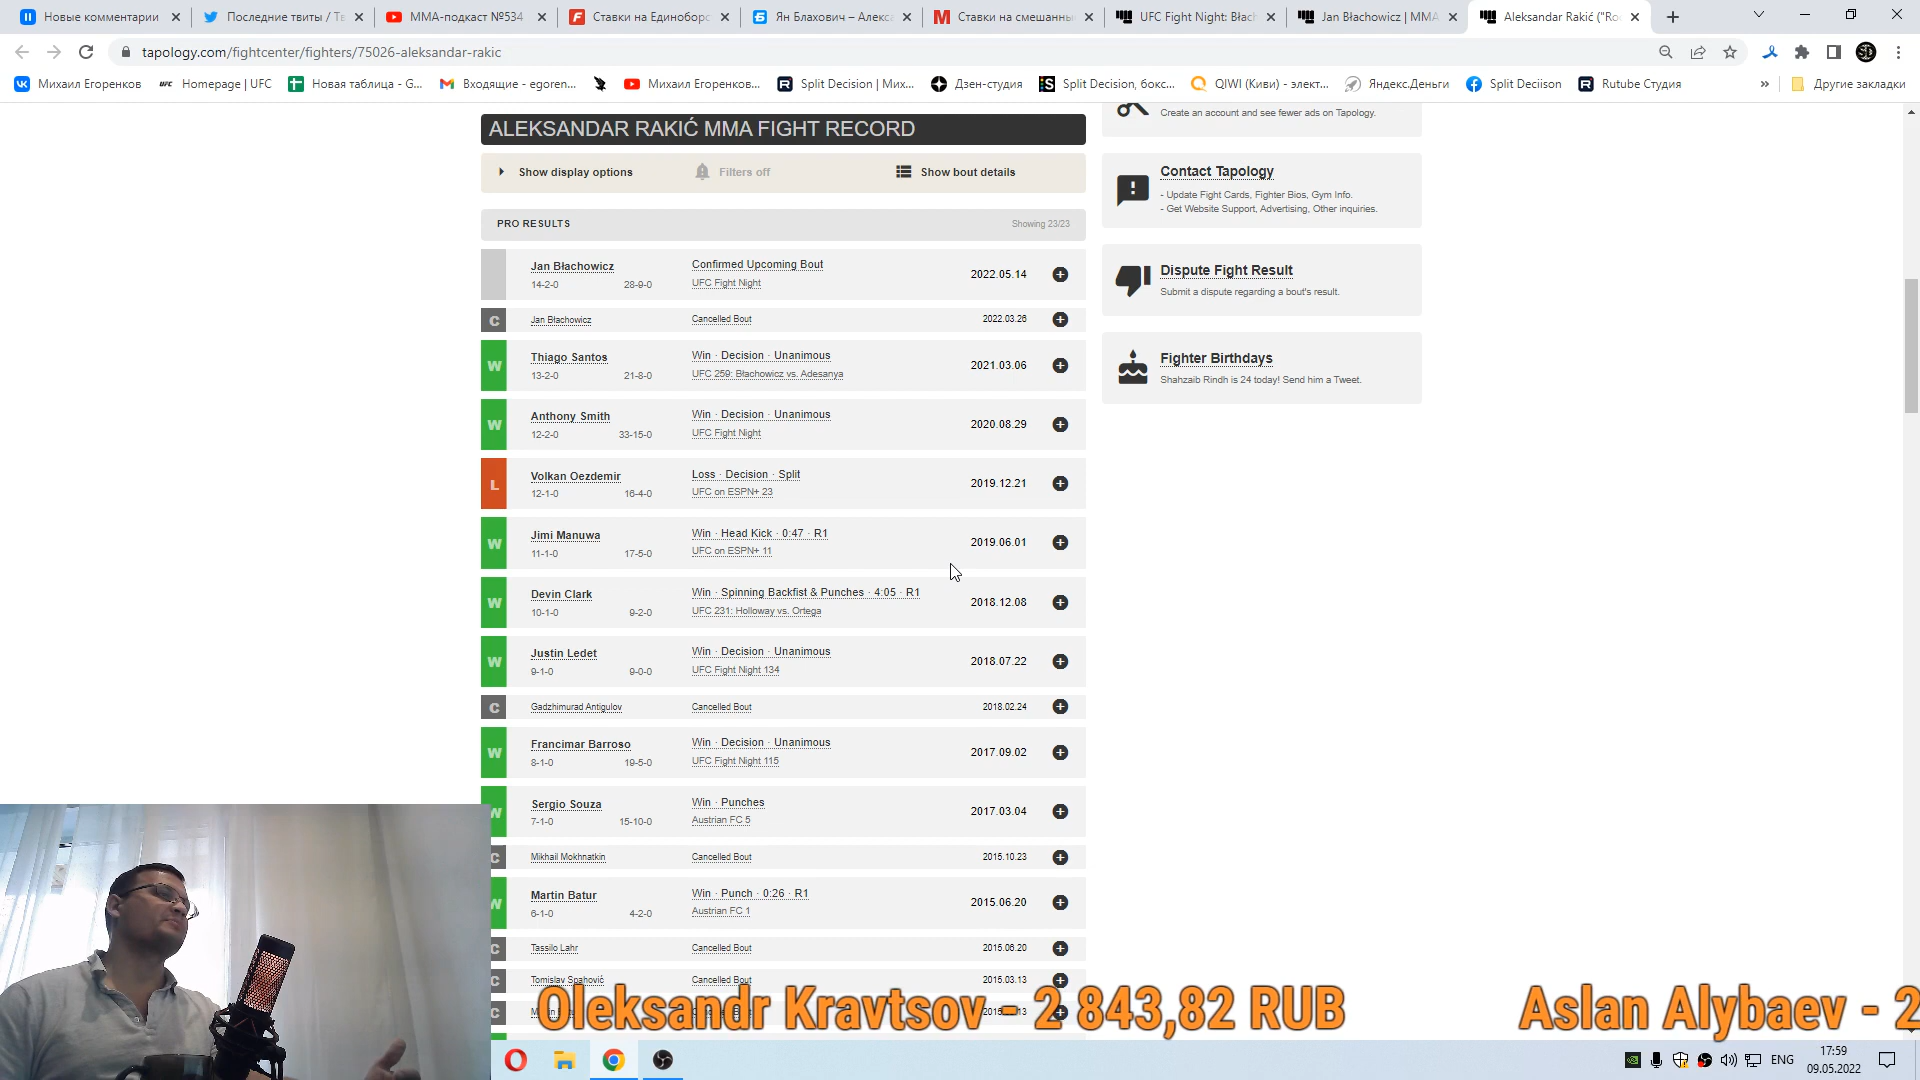 Новые комментарии
Последние твиты / Тв
ММА-подкаст №534
Ставки на Единоборс
Ян Блахович – Алекса
Ставки на смешанны
UFC Fight Night: Błach
Jan Błachowicz | MMA
Aleksandar Rakić ("Roc
tapology.com/fightcenter/fighters/75026-aleksandar-rakic
Михаил Егоренков
Homepage | UFC
Новая таблица - G...
Входящие - egoren...
Михаил Егоренков...
Split Decision | Мих...
Дзен-студия
Split Decision, бокс...
QIWI (Киви) - элект...
Яндекс.Деньги
Split Deciison
Rutube Студия
»
Другие закладки
ALEKSANDAR RAKIĆ MMA FIGHT RECORD
Show display options
Filters off
Show bout details
PRO RESULTS
Showing 23/23
Jan Błachowicz
Confirmed Upcoming Bout
2022.05.14
14-2-0
28-9-0
UFC Fight Night
C
Jan Błachowicz
Cancelled Bout
2022.03.26
W
Thiago Santos
Win · Decision · Unanimous
2021.03.06
13-2-0
21-8-0
UFC 259: Błachowicz vs. Adesanya
W
Anthony Smith
Win · Decision · Unanimous
2020.08.29
12-2-0
33-15-0
UFC Fight Night
L
Volkan Oezdemir
Loss · Decision · Split
2019.12.21
12-1-0
16-4-0
UFC on ESPN+ 23
W
Jimi Manuwa
Win · Head Kick · 0:47 · R1
2019.06.01
11-1-0
17-5-0
UFC on ESPN+ 11
W
Devin Clark
Win · Spinning Backfist & Punches · 4:05 · R1
2018.12.08
10-1-0
9-2-0
UFC 231: Holloway vs. Ortega
W
Justin Ledet
Win · Decision · Unanimous
2018.07.22
9-1-0
9-0-0
UFC Fight Night 134
C
Gadzhimurad Antigulov
Cancelled Bout
2018.02.24
W
Francimar Barroso
Win · Decision · Unanimous
2017.09.02
8-1-0
19-5-0
UFC Fight Night 115
W
Sergio Souza
Win · Punches
2017.03.04
7-1-0
15-10-0
Austrian FC 5
C
Mikhail Mokhnatkin
Cancelled Bout
2015.10.23
W
Martin Batur
Win · Punch · 0:26 · R1
2015.06.20
6-1-0
4-2-0
Austrian FC 1
C
Tassilo Lahr
Cancelled Bout
2015.06.20
C
Tomislav Spahović
Cancelled Bout
2015.03.13
C
Create an account and see fewer ads on Tapology.
Contact Tapology
- Update Fight Cards, Fighter Bios, Gym Info.
- Get Website Support, Advertising, Other inquiries.
Dispute Fight Result
Submit a dispute regarding a bout's result.
Fighter Birthdays
Shahzaib Rindh is 24 today! Send him a Tweet.
Oleksandr Kravtsov - 2 843,82 RUB
Aslan Alybaev - 2
ENG
17:59
09.05.2022